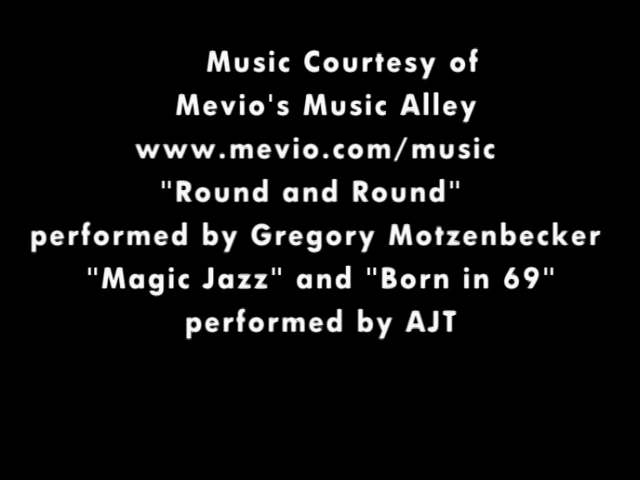 Music Courtesy of
Mevio's Music Alley
www.mevio.com/music
"Round and Round"
performed by Gregory Motzenbecker
"Magic Jazz" and "Born in 69"
performed by AJT